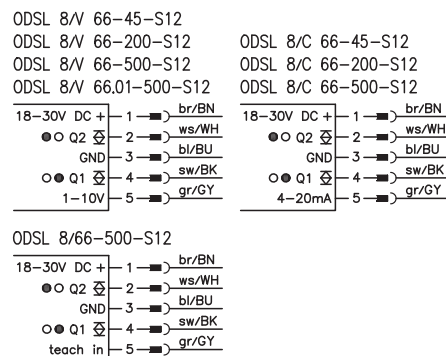 ODSL 8/V 66-45-S12
ODSL 8/V 66-200-S12
ODSL 8/V 66-500-S12
ODSL 8/V 66.01-500-S12
18-30V DC + 1 br/BN
Q2 2 ws/WH
GND 3 bl/BU
Q1 4 sw/BK
1-10V 5 gr/GY
ODSL 8/C 66-45-S12
ODSL 8/C 66-200-S12
ODSL 8/C 66-500-S12
18-30V DC + 1 br/BN
Q2 2 ws/WH
GND 3 bl/BU
Q1 4 sw/BK
4-20mA 5 gr/GY
ODSL 8/66-500-S12
18-30V DC + 1 br/BN
Q2 2 ws/WH
GND 3 bl/BU
Q1 4 sw/BK
teach in 5 gr/GY